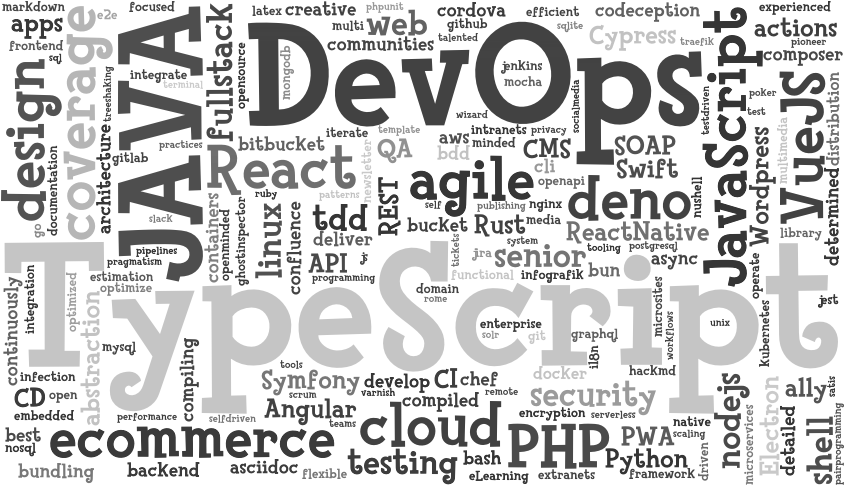 markdown
e2e
focused
latex
creative
phpunit
multi
web
cordova
github
talented
efficient
sqlite
codeception
experienced
apps
frontend
sql
communities
Cypress
traefik
actions
pioneer
composer
design
coverage
treeshaking
JAVA
integrate
terminal
fullstack
opensource
mongodb
DevOps
jenkins
mocha
wizard
socialmedia
JavaScript
testdriven
poker
test
VueJS
distribution
multimedia
documentation
go
architecture
gitlab
practices
slack
bitbucket
iterate
template
QA
newsletter
aws
bdd
intranets
minded
privacy
CMS
cli
openapi
SOAP
Swift
nushell
Wordpress
determined
library
React
patterns
ruby
containers
openminded
ghostinspector
linux
confluence
tdd
deliver
REST
agile
self
publishing
nginx
deno
bucket
Rust
media
ReactNative
system
tickets
jira
senior
tooling
postgresql
async
operate
pipelines
pragmatism
estimation
optimize
API
js
programming
functional
infografik
bun
domain
rome
TypeScript
continuously
integration
optimized
abstraction
mysql
enterprise
solr
git
graphql
il8n
microsites
workflows
unix
kubernetes
jest
infection
CD
open
embedded
compiling
performance
selfdriven
tools
Symfony
scrum
Angular
teams
develop
varnish
CI
chef
compiled
remote
docker
hackmd
security
encryption
serverless
nodejs
microservices
Electron
detailed
ally
satis
shell
pairprogramming
best
nosql
bundling
ecommerce
backend
asciidoc
flexible
cloud
testing
bash
eLearning
PHP
extranets
PWA
Python
framework
native
scaling
driven